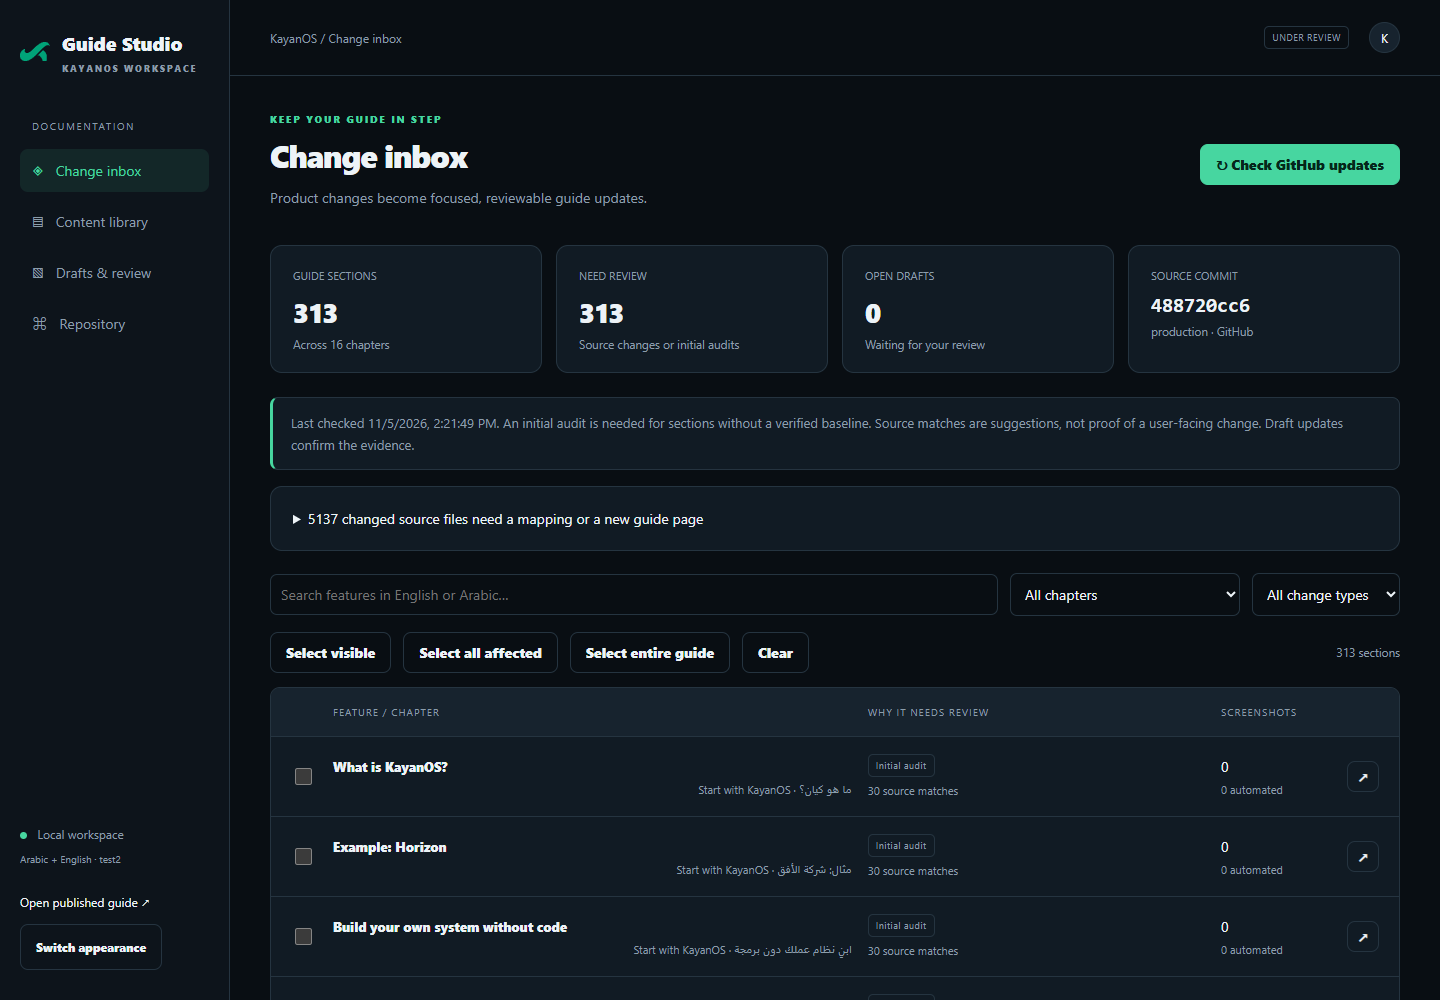 Guide Studio
KAYANOS WORKSPACE
DOCUMENTATION
Change inbox
Content library
Drafts & review
Repository
Local workspace
Arabic + English · test2
Open published guide ↗
Switch appearance
KayanOS / Change inbox
UNDER REVIEW
K
KEEP YOUR GUIDE IN STEP
Change inbox
Product changes become focused, reviewable guide updates.
↻ Check GitHub updates
GUIDE SECTIONS
313
Across 16 chapters
NEED REVIEW
313
Source changes or initial audits
OPEN DRAFTS
0
Waiting for your review
SOURCE COMMIT
488720cc6
production · GitHub
Last checked 11/5/2026, 2:21:49 PM. An initial audit is needed for sections without a verified baseline. Source matches are suggestions, not proof of a user-facing change. Draft updates
confirm the evidence.
▶ 5137 changed source files need a mapping or a new guide page
Search features in English or Arabic...
All chapters
All change types
Select visible
Select all affected
Select entire guide
Clear
313 sections
FEATURE / CHAPTER
WHY IT NEEDS REVIEW
SCREENSHOTS
What is KayanOS?
Start with KayanOS · ما هو كيان؟
Initial audit
30 source matches
0
0 automated
↗
Example: Horizon
Start with KayanOS · مثال: شركة الأفق
Initial audit
30 source matches
0
0 automated
↗
Build your own system without code
Start with KayanOS · ابنِ نظام عملك دون برمجة
Initial audit
30 source matches
0
0 automated
↗